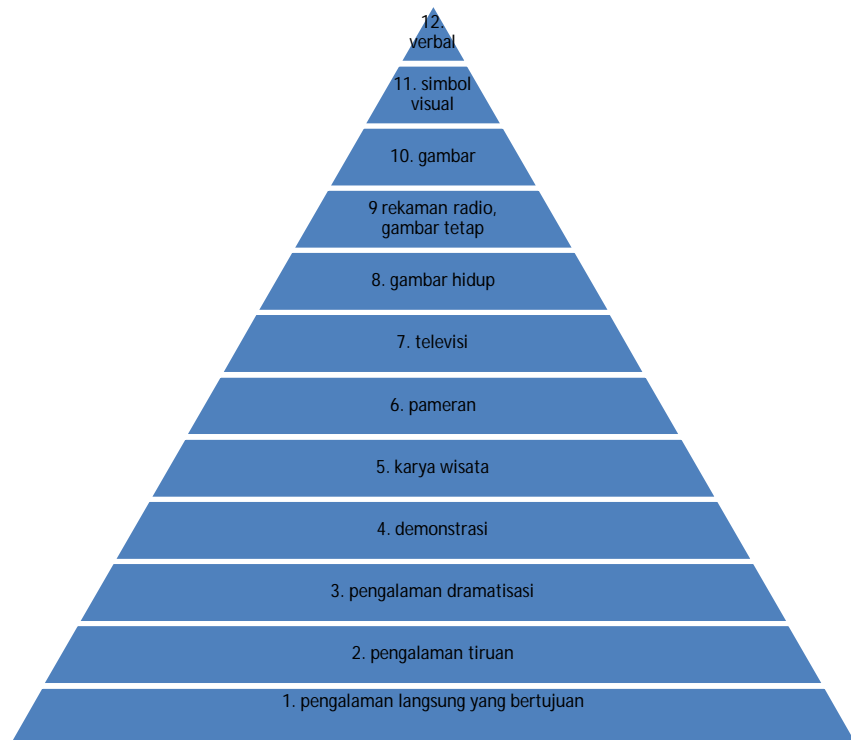 12.
verbal
11. simbol
visual
10. gambar
9 rekaman radio,
gambar tetap
8. gambar hidup
7. televisi
6. pameran
5. karya wisata
4. demonstrasi
3. pengalaman dramatisasi
2. pengalaman tiruan
1. pengalaman langsung yang bertujuan